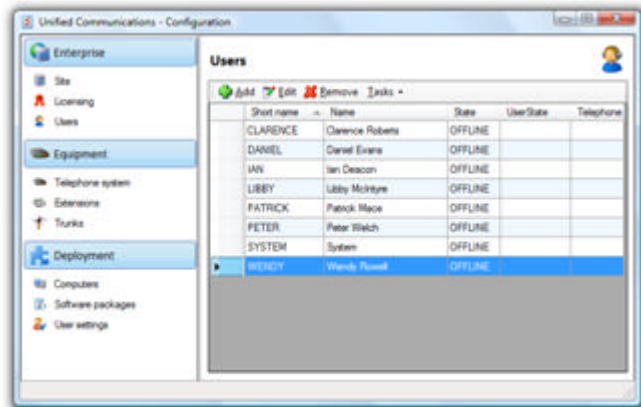 Unified Communications - Configuration
Enterprise
Site
Licensing
Users
Equipment
Telephone system
Extensions
Trunks
Deployment
Computers
Software packages
User settings
Users
Add Edit Remove Tasks
Short name Name State UserState Telephone
CLARENCE Clarence Roberts OFFLINE
DANIEL Daniel Evans OFFLINE
IAN Ian Deacon OFFLINE
LIBBY Libby McIntyre OFFLINE
PATRICK Patrick Mace OFFLINE
PETER Peter Welch OFFLINE
SYSTEM System OFFLINE
WENDY Wendy Rowell OFFLINE